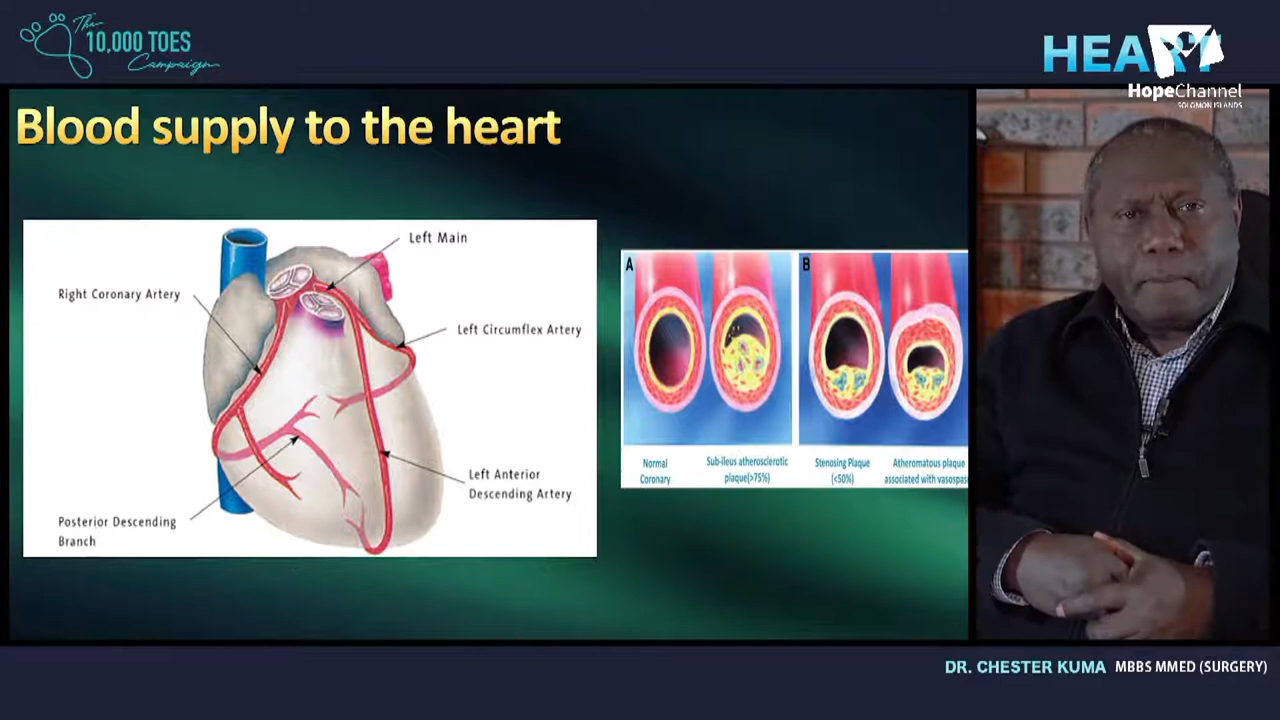 The
10,000 TOES
Campaign
HEART
HopeChannel
SOLOMON ISLANDS
Blood supply to the heart
Left Main
Right Coronary Artery
Left Circumflex Artery
Left Anterior
Descending Artery
Posterior Descending
Branch
A
B
Normal
Coronary
Sub-ileus atherosclerotic
plaque(>75%)
Stenosing Plaque
(<50%)
Atheromatous plaque
associated with vasospas
DR. CHESTER KUMA MBBS MMED (SURGERY)